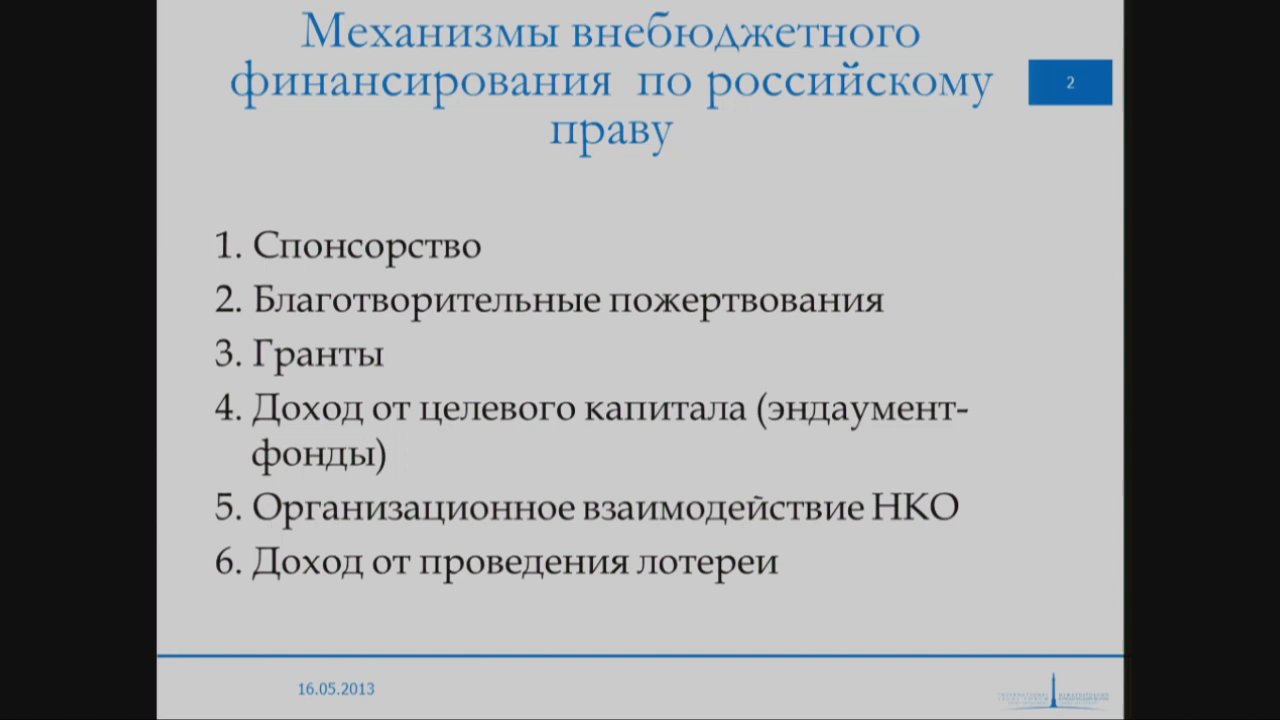 Механизмы внебюджетного
финансирования по российскому
праву
2
1. Спонсорство
2. Благотворительные пожертвования
3. Гранты
4. Доход от целевого капитала (эндаумент-
фонды)
5. Организационное взаимодействие НКО
6. Доход от проведения лотереи
16.05.2013